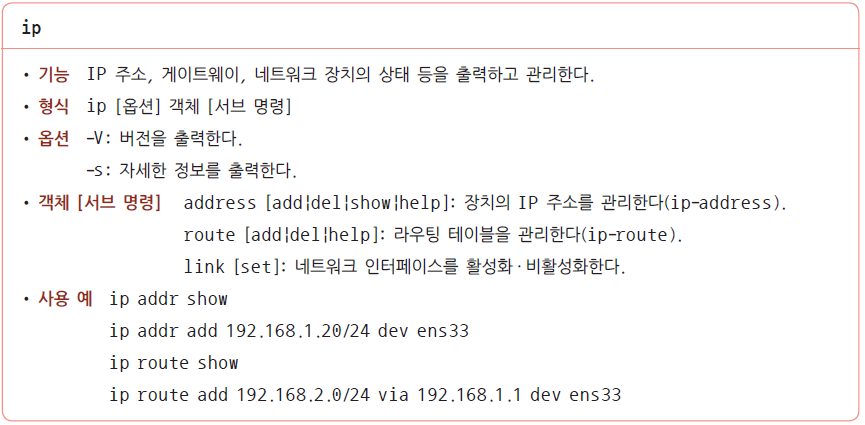 ip
• 기능 IP 주소, 게이트웨이, 네트워크 장치의 상태 등을 출력하고 관리한다.
• 형식 ip [옵션] 객체 [서브 명령]
• 옵션 -V: 버전을 출력한다.
-s: 자세한 정보를 출력한다.
• 객체 [서브 명령] address [add¦del¦show¦help]: 장치의 IP 주소를 관리한다(ip-address).
route [add¦del¦help]: 라우팅 테이블을 관리한다(ip-route).
link [set]: 네트워크 인터페이스를 활성화·비활성화한다.
• 사용 예 ip addr show
ip addr add 192.168.1.20/24 dev ens33
ip route show
ip route add 192.168.2.0/24 via 192.168.1.1 dev ens33